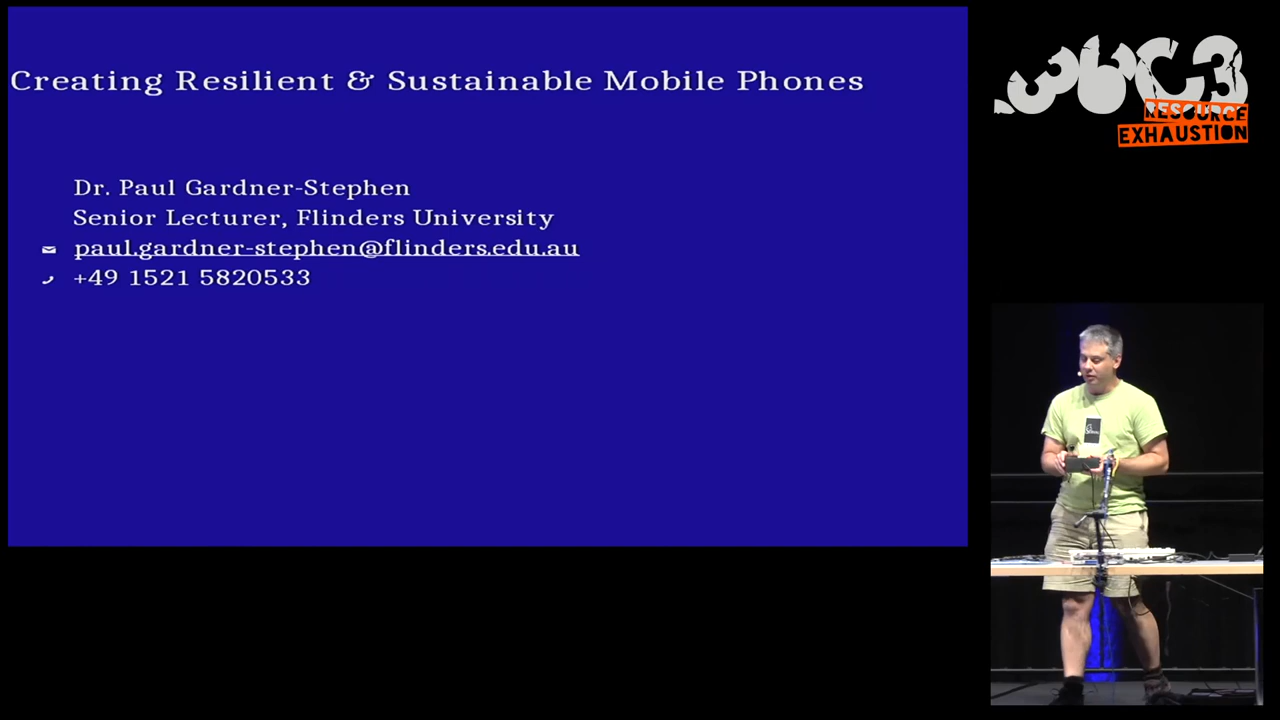 Creating Resilient & Sustainable Mobile Phones
Dr. Paul Gardner-Stephen
Senior Lecturer, Flinders University
paul.gardner-stephen@flinders.edu.au
+49 1521 5820533
36C3
RESOURCE
EXHAUSTION